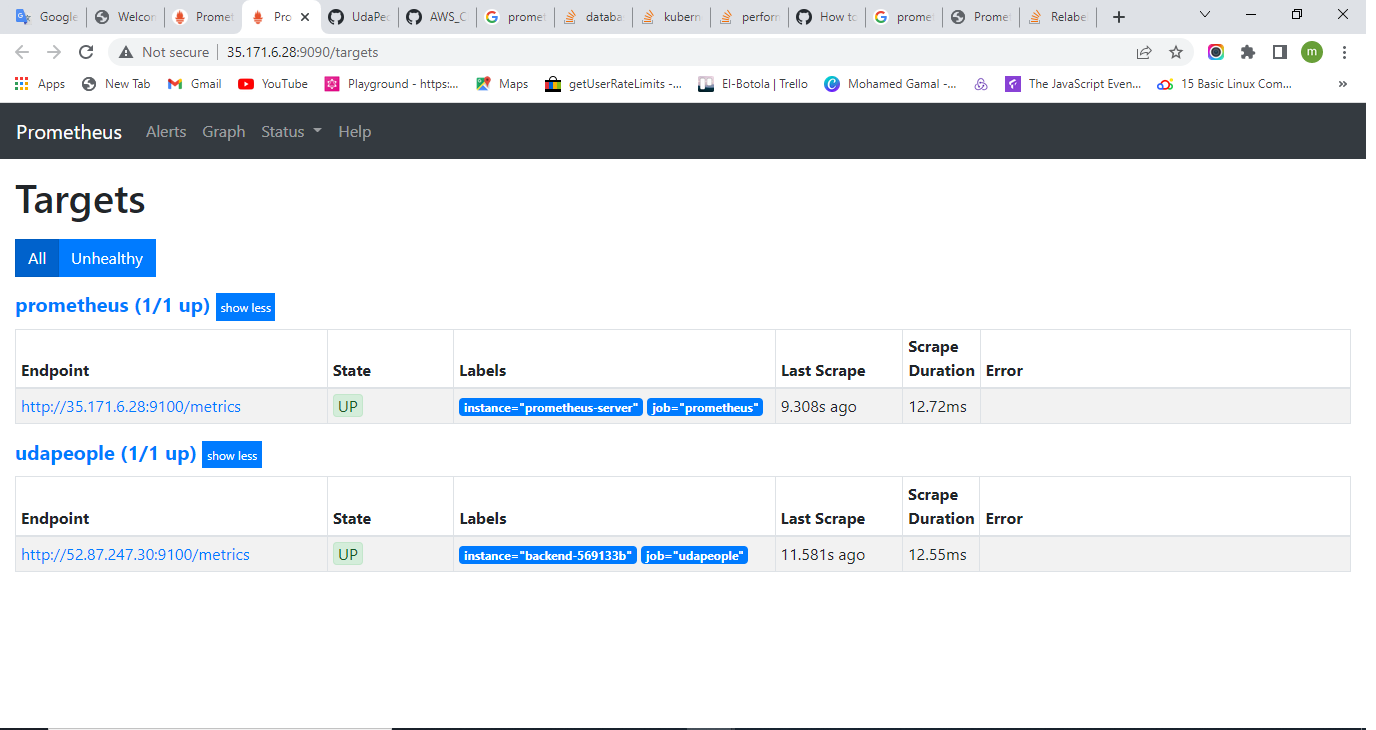 Google Welcon Promet Pro UdaPec AWS_C promet databa kubern perforn How to promet Promet Relabe
Not secure 35.171.6.28:9090/targets m
Apps New Tab Gmail YouTube Playground - https:... Maps getUserRateLimits -... El-Botola | Trello Mohamed Gamal -... The JavaScript Even... 15 Basic Linux Com... »
Prometheus Alerts Graph Status Help
Targets
All Unhealthy
prometheus (1/1 up) show less
Endpoint State Labels Last Scrape Scrape Duration Error
http://35.171.6.28:9100/metrics UP instance="prometheus-server" job="prometheus" 9.308s ago 12.72ms
udapeople (1/1 up) show less
Endpoint State Labels Last Scrape Scrape Duration Error
http://52.87.247.30:9100/metrics UP instance="backend-569133b" job="udapeople" 11.581s ago 12.55ms